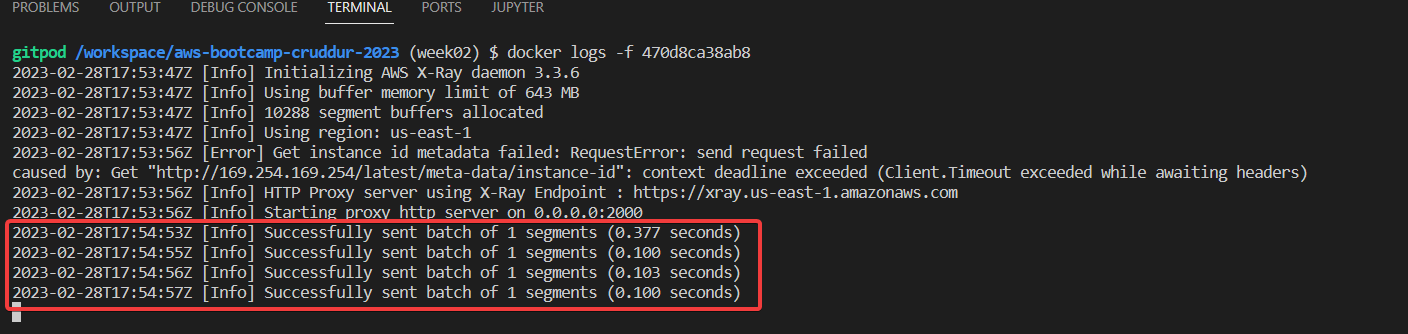 PROBLEMS OUTPUT DEBUG CONSOLE TERMINAL PORTS JUPYTER
gitpod /workspace/aws-bootcamp-cruddur-2023 (week02) $ docker logs -f 470d8ca38ab8
2023-02-28T17:53:47Z [Info] Initializing AWS X-Ray daemon 3.3.6
2023-02-28T17:53:47Z [Info] Using buffer memory limit of 643 MB
2023-02-28T17:53:47Z [Info] 10288 segment buffers allocated
2023-02-28T17:53:47Z [Info] Using region: us-east-1
2023-02-28T17:53:56Z [Error] Get instance id metadata failed: RequestError: send request failed
caused by: Get "http://169.254.169.254/latest/meta-data/instance-id": context deadline exceeded (Client.Timeout exceeded while awaiting headers)
2023-02-28T17:53:56Z [Info] HTTP Proxy server using X-Ray Endpoint : https://xray.us-east-1.amazonaws.com
2023-02-28T17:53:56Z [Info] Starting proxy http server on 0.0.0.0:2000
2023-02-28T17:54:53Z [Info] Successfully sent batch of 1 segments (0.377 seconds)
2023-02-28T17:54:55Z [Info] Successfully sent batch of 1 segments (0.100 seconds)
2023-02-28T17:54:56Z [Info] Successfully sent batch of 1 segments (0.103 seconds)
2023-02-28T17:54:57Z [Info] Successfully sent batch of 1 segments (0.100 seconds)